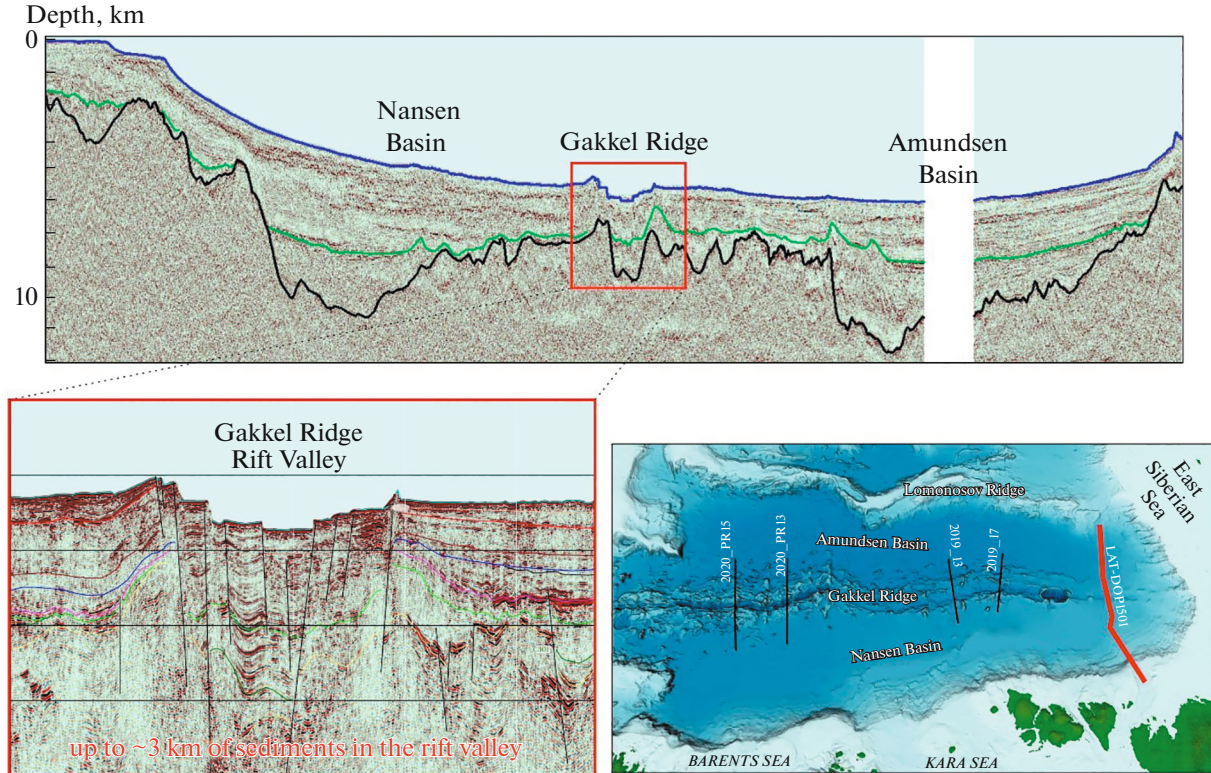 Depth, km
0
10
Nansen
Basin
Gakkel Ridge
Amundsen
Basin
Gakkel Ridge
Rift Valley
up to ~3 km of sediments in the rift valley
Lomonosov Ridge
East
Siberian
Sea
Amundsen Basin
2020_PR15
2020_PR13
2019_13
2019_17
LAT-DOP1501
Gakkel Ridge
Nansen Basin
BARENTS SEA
KARA SEA